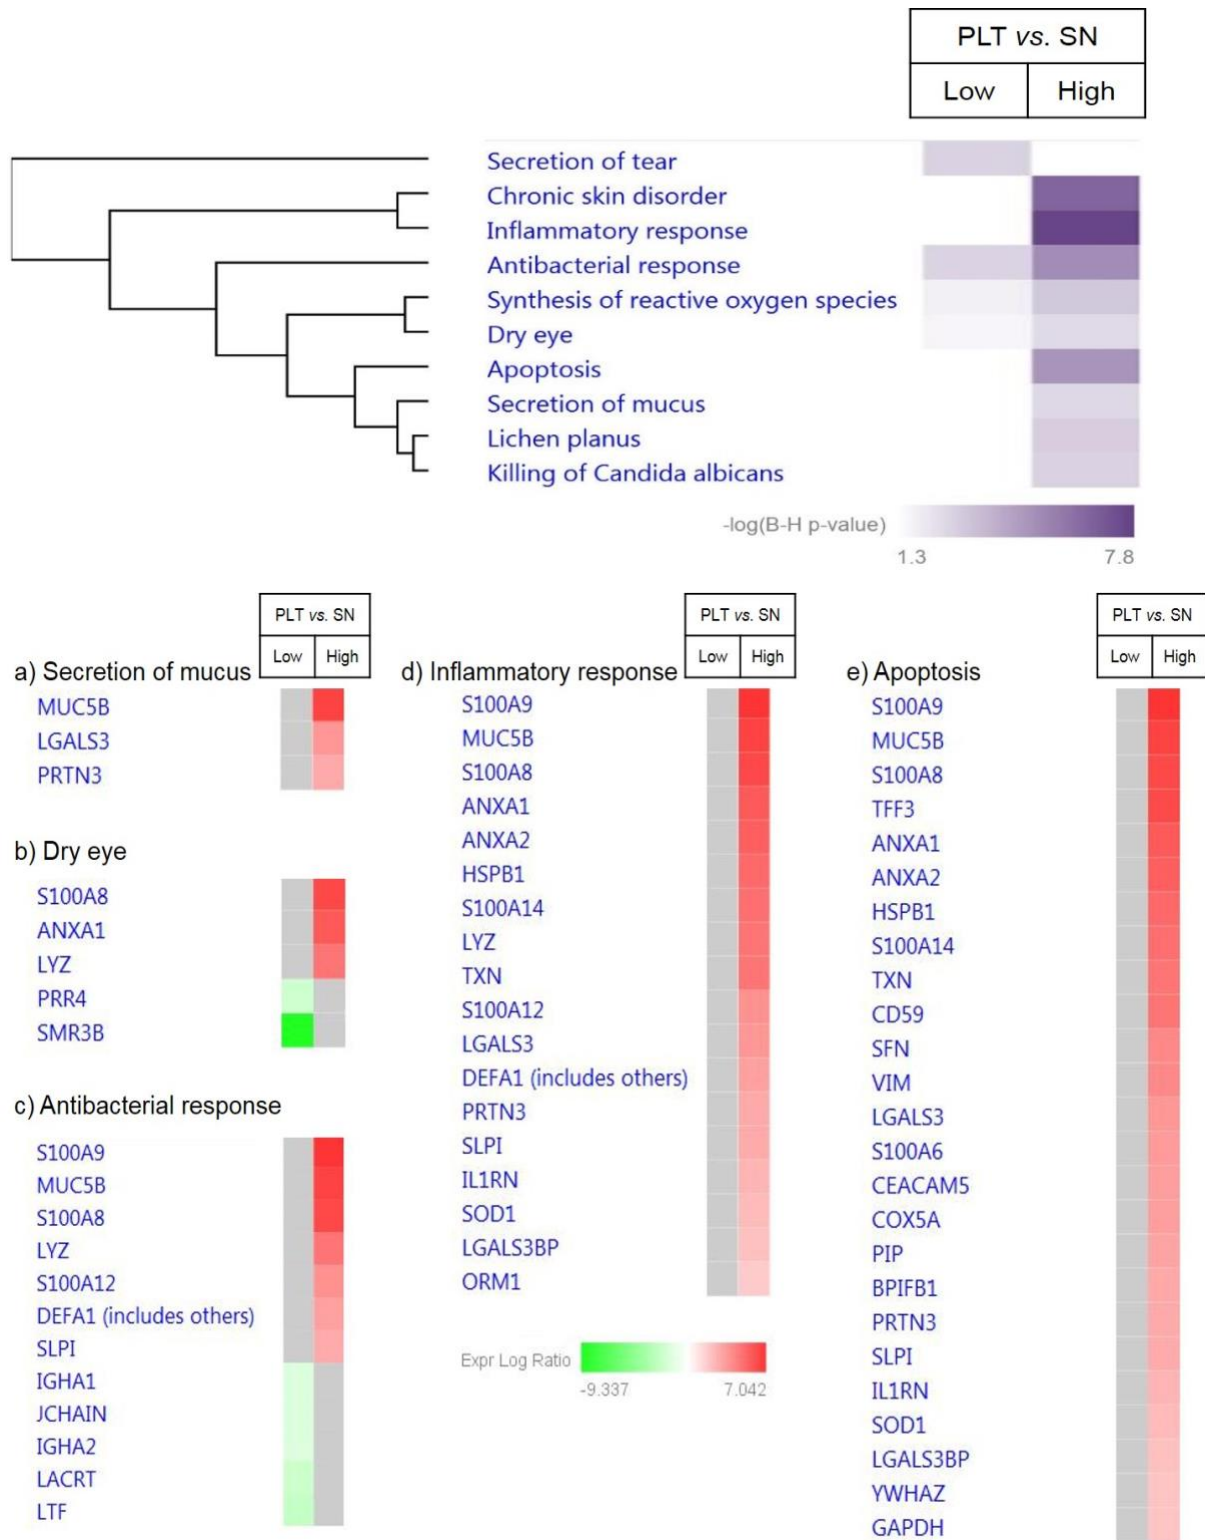 PLT vs. SN
Low High
Secretion of tear
Chronic skin disorder
Inflammatory response
Antibacterial response
Synthesis of reactive oxygen species
Dry eye
Apoptosis
Secretion of mucus
Lichen planus
Killing of Candida albicans
-log(B-H p-value)
1.3 7.8
PLT vs. SN
Low High
a) Secretion of mucus
MUC5B
LGALS3
PRTN3
b) Dry eye
S100A8
ANXA1
LYZ
PRR4
SMR3B
c) Antibacterial response
S100A9
MUC5B
S100A8
LYZ
S100A12
DEFA1 (includes others)
SLPI
IGHA1
JCHAIN
IGHA2
LACRT
LTF
PLT vs. SN
Low High
d) Inflammatory response
S100A9
MUC5B
S100A8
ANXA1
ANXA2
HSPB1
S100A14
LYZ
TXN
S100A12
LGALS3
DEFA1 (includes others)
PRTN3
SLPI
IL1RN
SOD1
LGALS3BP
ORM1
Expr Log Ratio
-9.337 7.042
PLT vs. SN
Low High
e) Apoptosis
S100A9
MUC5B
S100A8
TFF3
ANXA1
ANXA2
HSPB1
S100A14
TXN
CD59
SFN
VIM
LGALS3
S100A6
CEACAM5
COX5A
PIP
BPIFB1
PRTN3
SLPI
IL1RN
SOD1
LGALS3BP
YWHAZ
GAPDH